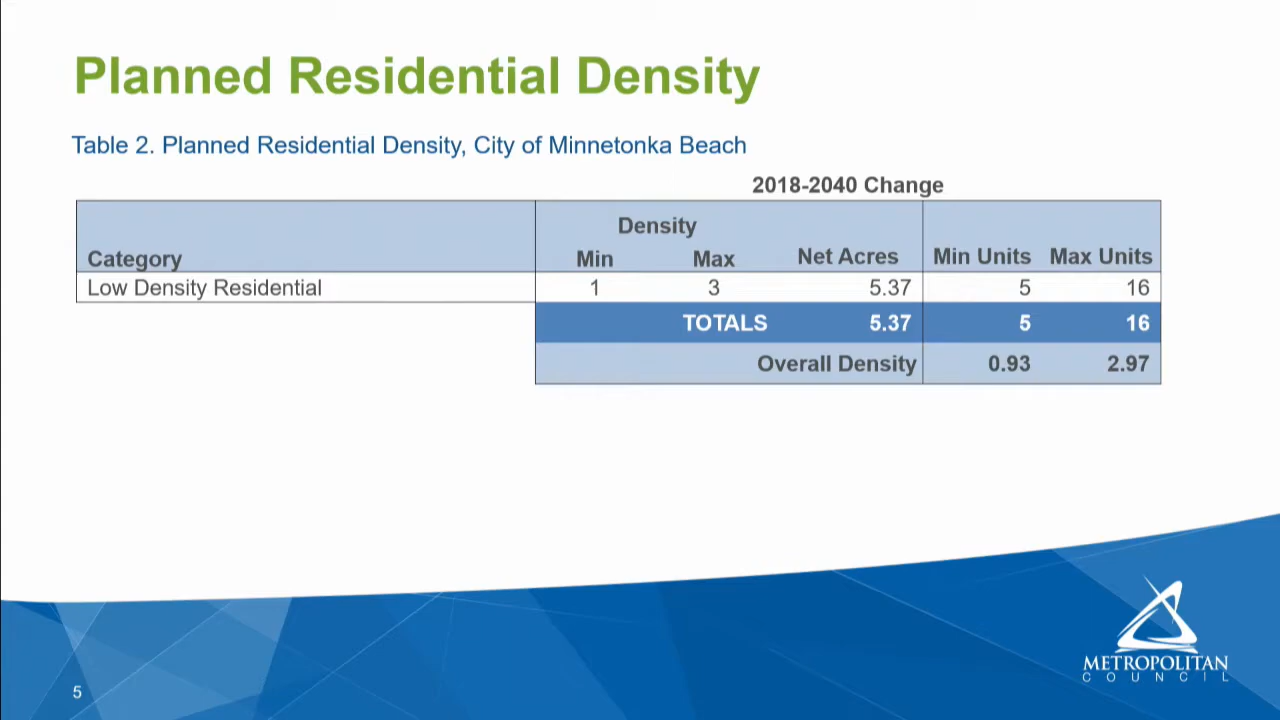 Planned Residential Density
Table 2. Planned Residential Density, City of Minnetonka Beach
2018-2040 Change
Density
Category Min Max Net Acres Min Units Max Units
Low Density Residential 1 3 5.37 5 16
TOTALS 5.37 5 16
Overall Density 0.93 2.97
METROPOLITAN
COUNCIL
5